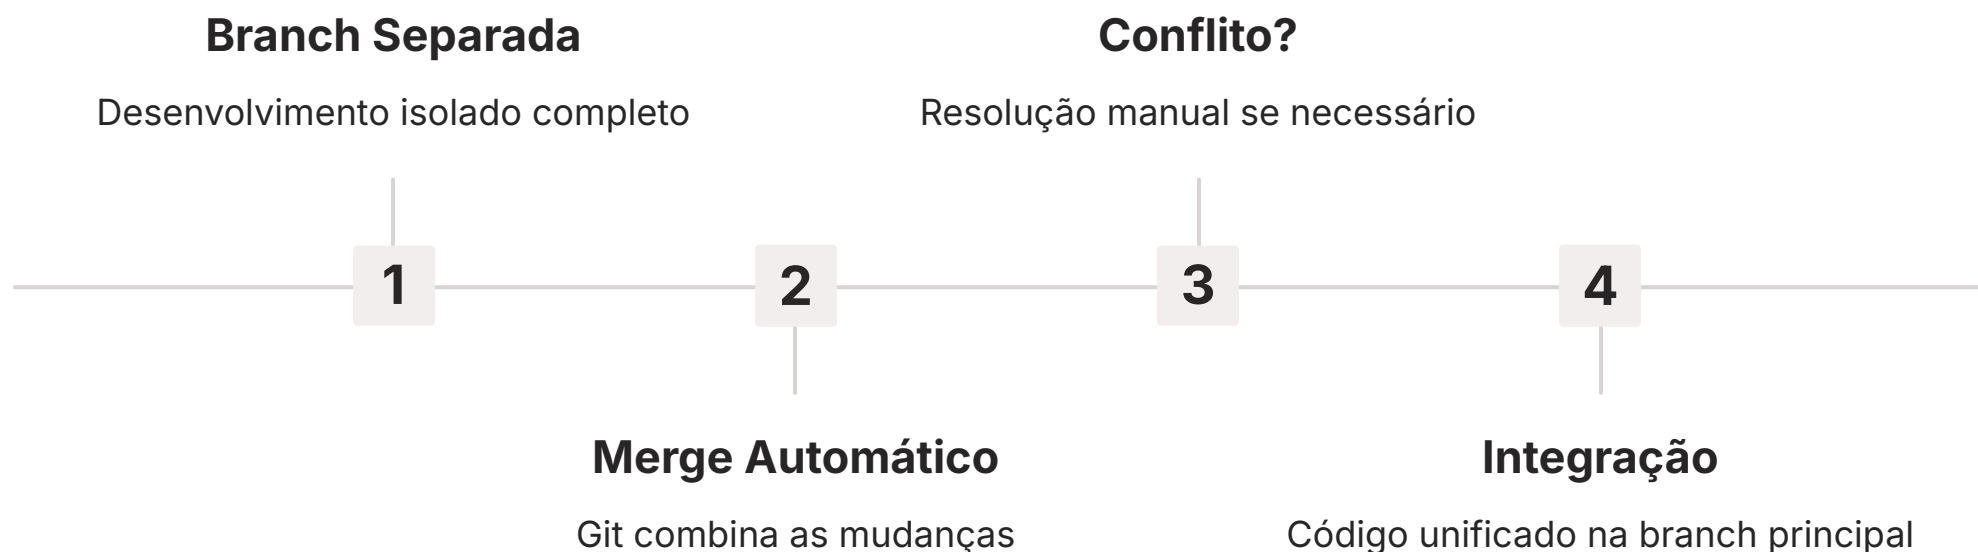 Branch Separada
Desenvolvimento isolado completo
Conflito?
Resolução manual se necessário
1
2
3
4
Merge Automático
Git combina as mudanças
Integração
Código unificado na branch principal